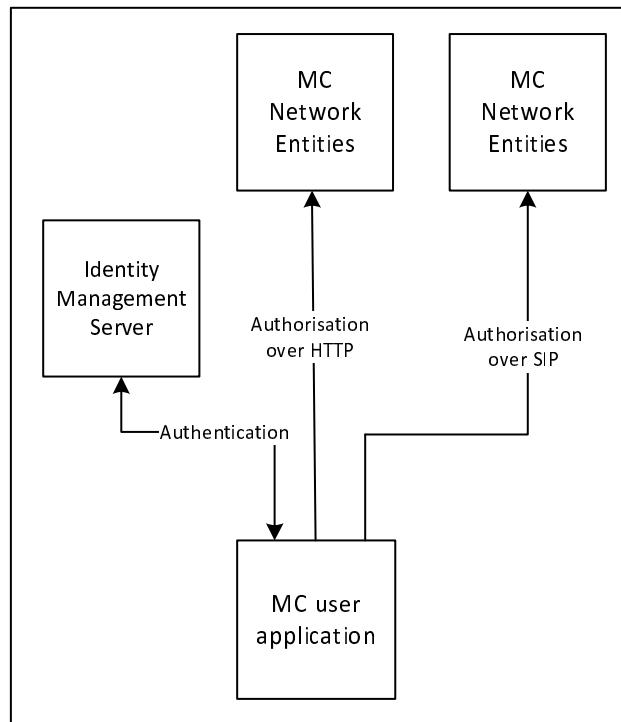 MC
Network
Entities
MC
Network
Entities
Identity
Management
Server
Authorisation
over HTTP
Authorisation
over SIP
Authentication
MC user
application